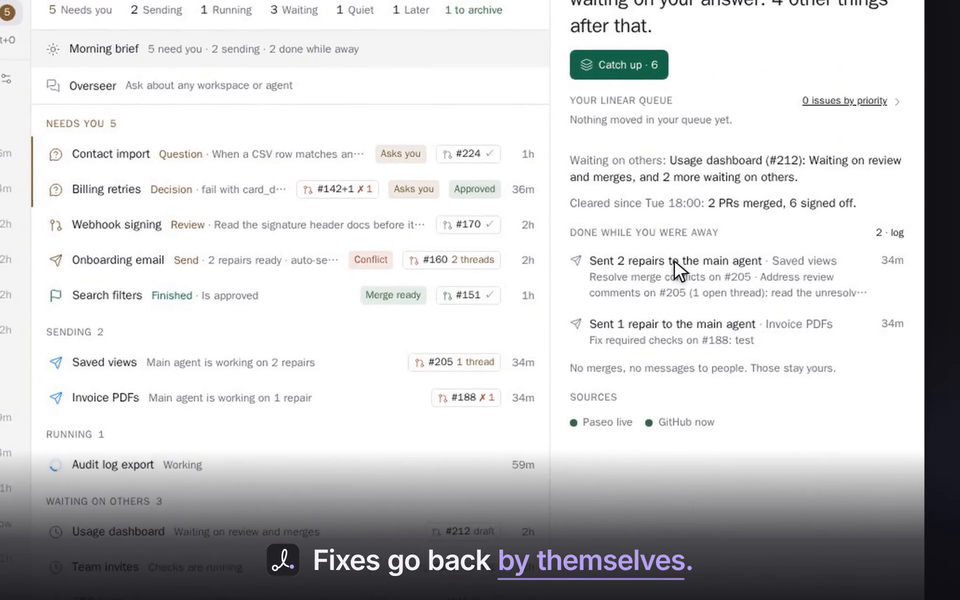 5 Needs you 2 Sending 1 Running 3 Waiting 1 Quiet 1 Later 1 to archive
5
Morning brief 5 need you · 2 sending · 2 done while away
Overseer Ask about any workspace or agent
NEEDS YOU 5
Contact import Question · When a CSV row matches an··· Asks you #224 ✓ 1h
Billing retries Decision · fail with card_d··· #142+1 ✗ 1 Asks you Approved 36m
Webhook signing Review · Read the signature header docs before it··· #170 ✓ 2h
Onboarding email Send · 2 repairs ready · auto-se··· Conflict #160 2 threads 2h
Search filters Finished · Is approved Merge ready #151 ✓ 1h
SENDING 2
Saved views Main agent is working on 2 repairs #205 1 thread 34m
Invoice PDFs Main agent is working on 1 repair #188 ✗ 1 34m
RUNNING 1
Audit log export Working 59m
WAITING ON OTHERS 3
Usage dashboard Waiting on review and merges #212 draft 2h
Team invites Checks are running
waiting on your answer. 4 other things
after that.
Catch up · 6
YOUR LINEAR QUEUE 0 issues by priority
Nothing moved in your queue yet.
Waiting on others: Usage dashboard (#212): Waiting on review
and merges, and 2 more waiting on others.
Cleared since Tue 18:00: 2 PRs merged, 6 signed off.
DONE WHILE YOU WERE AWAY 2 · log
Sent 2 repairs to the main agent · Saved views 34m
Resolve merge conflicts on #205 · Address review
comments on #205 (1 open thread): read the unresolv···
Sent 1 repair to the main agent · Invoice PDFs 34m
Fix required checks on #188: test
No merges, no messages to people. Those stay yours.
SOURCES
Paseo live GitHub now
Fixes go back by themselves.